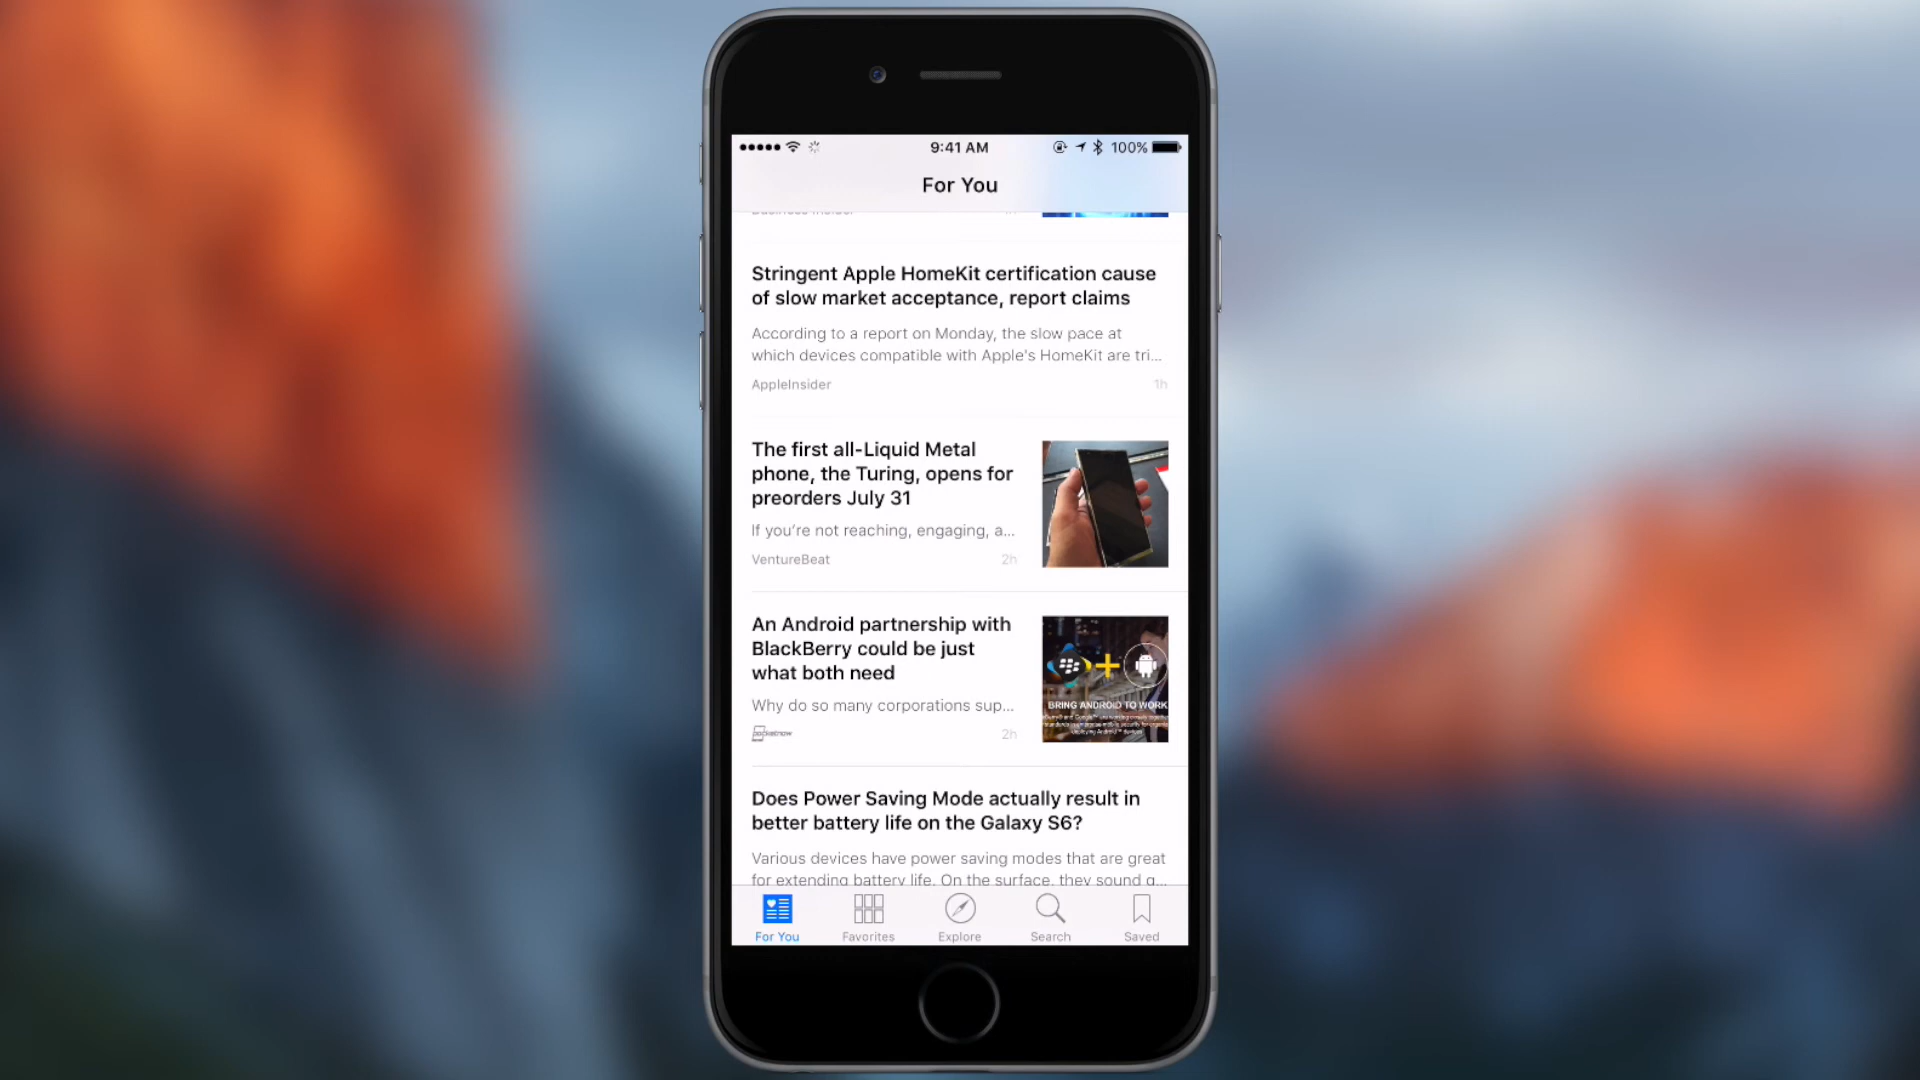 9:41 AM
100%
For You
Stringent Apple HomeKit certification cause
of slow market acceptance, report claims
According to a report on Monday, the slow pace at
which devices compatible with Apple's HomeKit are tri...
AppleInsider 1h
The first all-Liquid Metal
phone, the Turing, opens for
preorders July 31
If you’re not reaching, engaging, a...
VentureBeat 2h
An Android partnership with
BlackBerry could be just
what both need
Why do so many corporations sup...
pocketnow 2h
BRING ANDROID TO WORK
Does Power Saving Mode actually result in
better battery life on the Galaxy S6?
Various devices have power saving modes that are great
for extending battery life. On the surface, they sound g...
For You
Favorites
Explore
Search
Saved